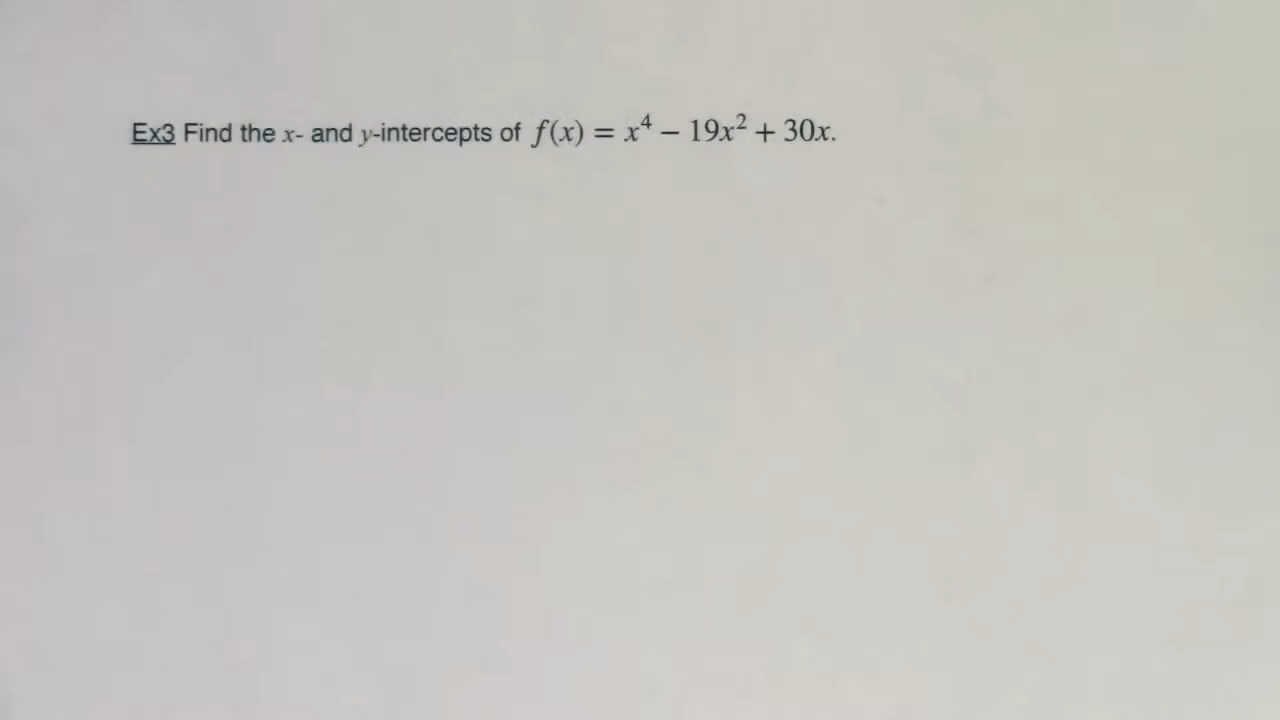 Ex3 Find the x- and y-intercepts of f(x) = x⁴ − 19x² + 30x.